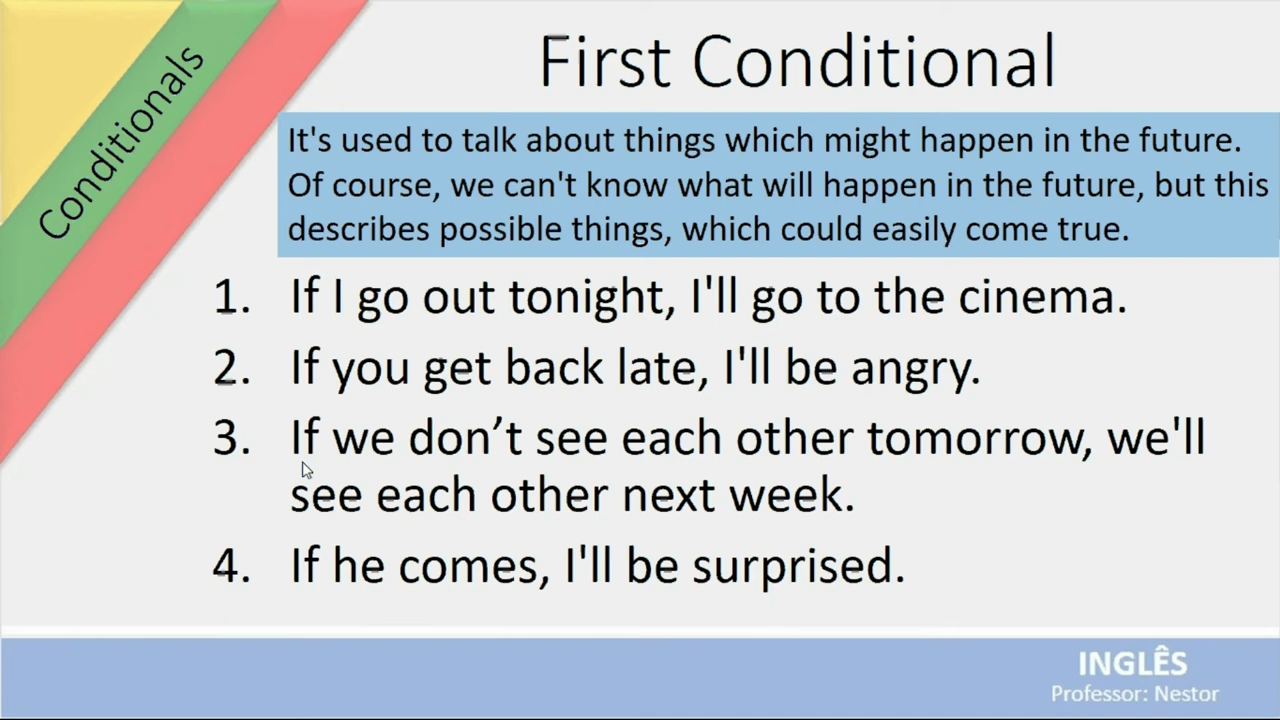 Conditionals
First Conditional
It's used to talk about things which might happen in the future.
Of course, we can't know what will happen in the future, but this
describes possible things, which could easily come true.
1. If I go out tonight, I'll go to the cinema.
2. If you get back late, I'll be angry.
3. If we don’t see each other tomorrow, we'll
see each other next week.
4. If he comes, I'll be surprised.
INGLÊS
Professor: Nestor